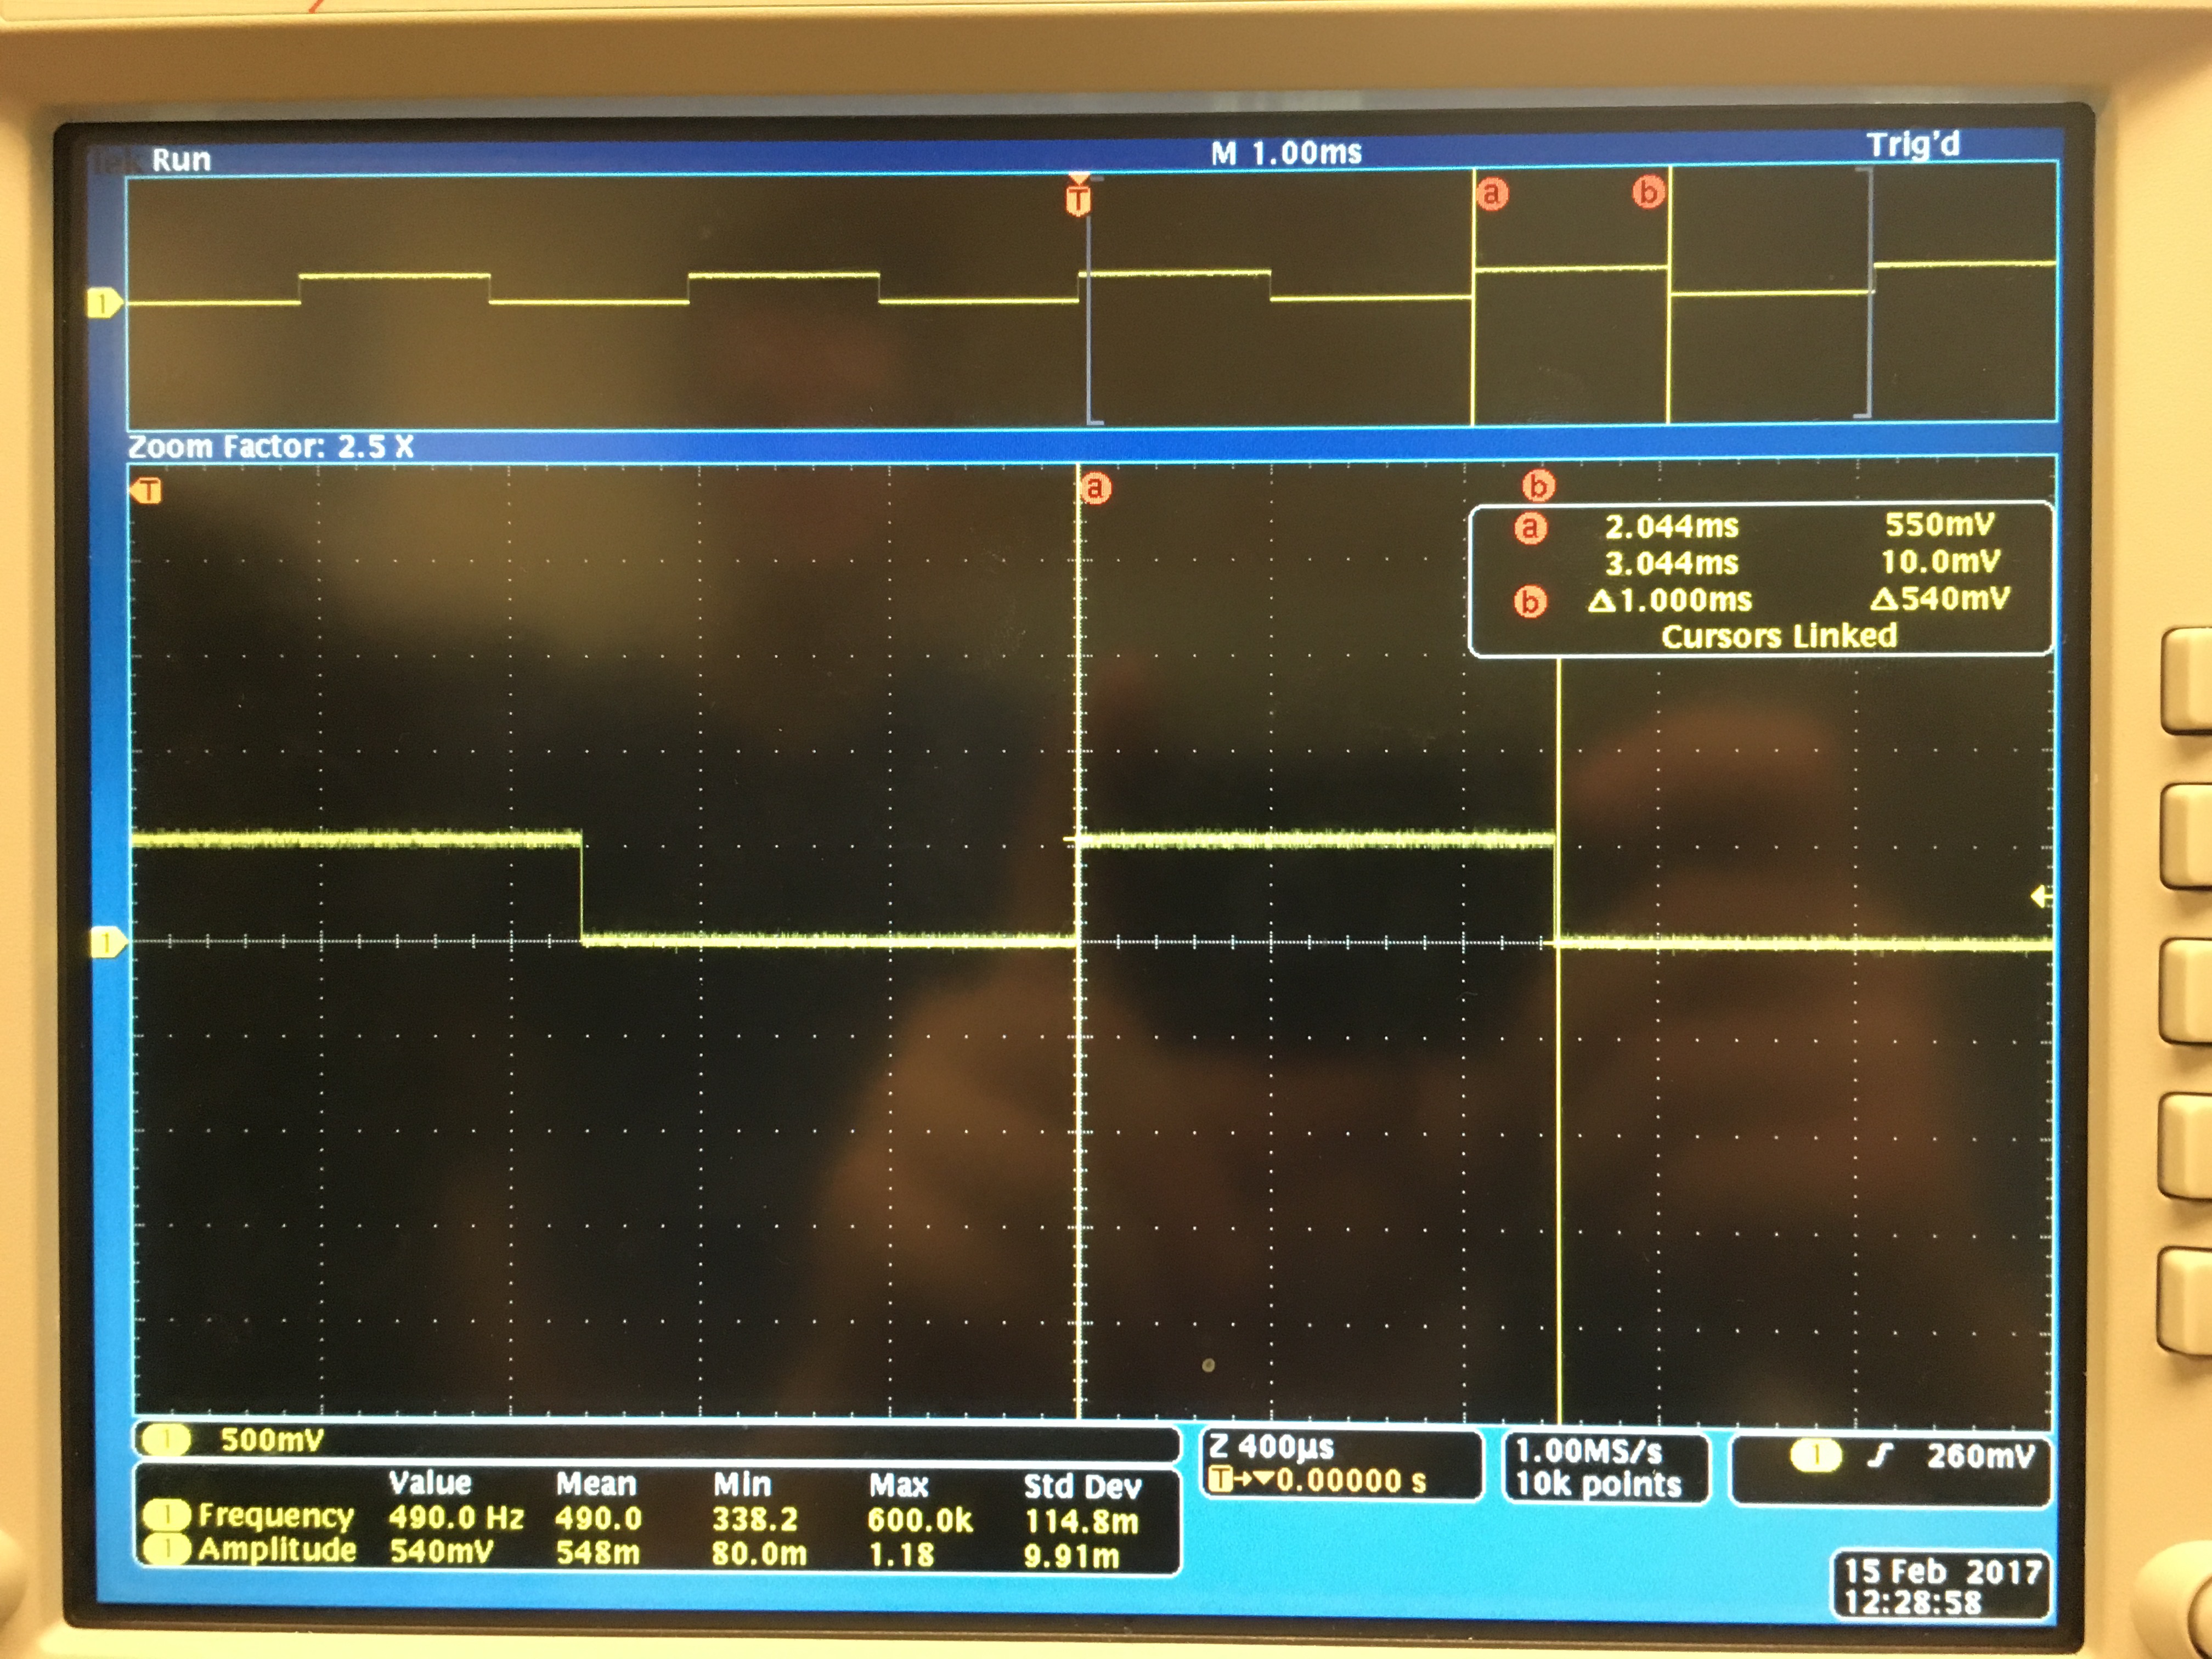 Tek Run M 1.00ms Trig'd
T a b
1
Zoom Factor: 2.5 X
T a b
a 2.044ms 550mV
3.044ms 10.0mV
b Δ1.000ms Δ540mV
Cursors Linked
1
1 500mV
Value Mean Min Max Std Dev
1 Frequency 490.0 Hz 490.0 338.2 600.0k 114.8m
1 Amplitude 540mV 548m 80.0m 1.18 9.91m
Z 400µs
T→▼0.00000 s
1.00MS/s
10k points
1 ʃ 260mV
15 Feb 2017
12:28:58